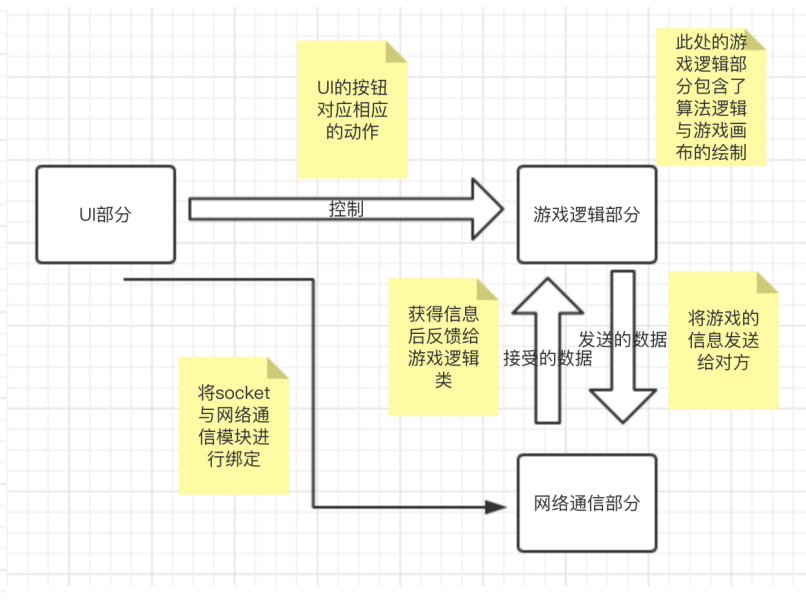 UI的按钮
对应相应
的动作
此处的游
戏逻辑部
分包含了
算法逻辑
与游戏画
布的绘制
UI部分
控制
游戏逻辑部分
获得信息
后反馈给
游戏逻辑
类
接受的数据
发送的数据
将游戏的
信息发送
给对方
将socket
与网络通
信模块进
行绑定
网络通信部分